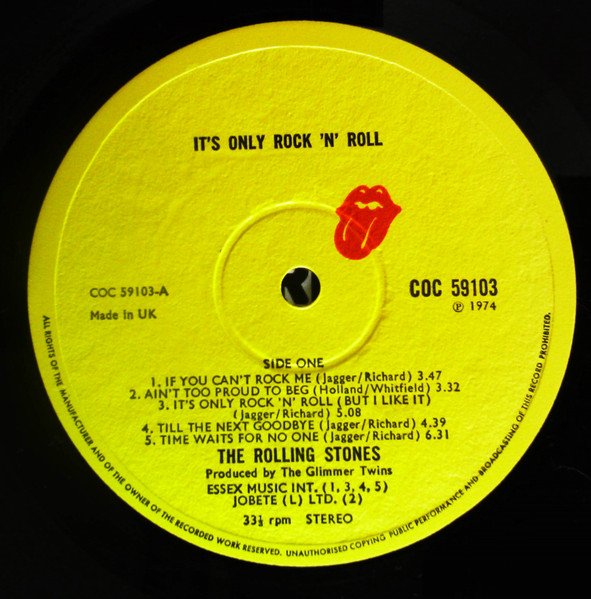 IT'S ONLY ROCK 'N' ROLL
COC 59103-A
Made in UK
COC 59103
℗ 1974
SIDE ONE
1. IF YOU CAN'T ROCK ME (Jagger/Richard) 3.47
2. AIN'T TOO PROUD TO BEG (Holland/Whitfield) 3.32
3. IT'S ONLY ROCK 'N' ROLL (BUT I LIKE IT)
(Jagger/Richard) 5.08
4. TILL THE NEXT GOODBYE (Jagger/Richard) 4.39
5. TIME WAITS FOR NO ONE (Jagger/Richard) 6.31
THE ROLLING STONES
Produced by The Glimmer Twins
ESSEX MUSIC INT. (1, 3, 4, 5)
JOBETE (L) LTD. (2)
33⅓ rpm STEREO
ALL RIGHTS OF THE MANUFACTURER AND OF THE OWNER OF THE RECORDED WORK RESERVED. UNAUTHORISED COPYING PUBLIC PERFORMANCE AND BROADCASTING OF THIS RECORD PROHIBITED.